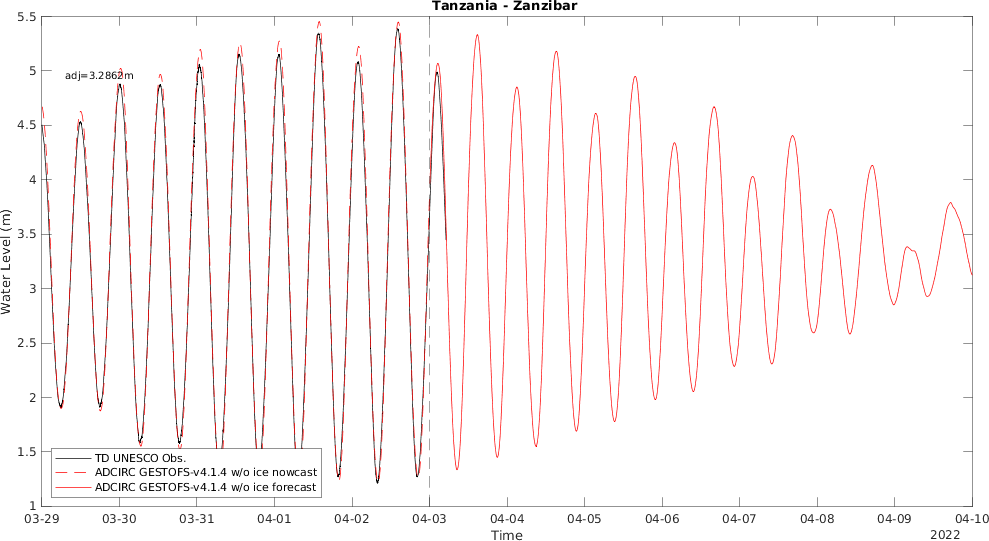 Tanzania - Zanzibar
5.5
5
4.5
4
3.5
3
2.5
2
1.5
1
Water Level (m)
adj=3.2862m
TD UNESCO Obs.
ADCIRC GESTOFS-v4.1.4 w/o ice nowcast
ADCIRC GESTOFS-v4.1.4 w/o ice forecast
03-29 03-30 03-31 04-01 04-02 04-03 04-04 04-05 04-06 04-07 04-08 04-09 04-10
Time
2022